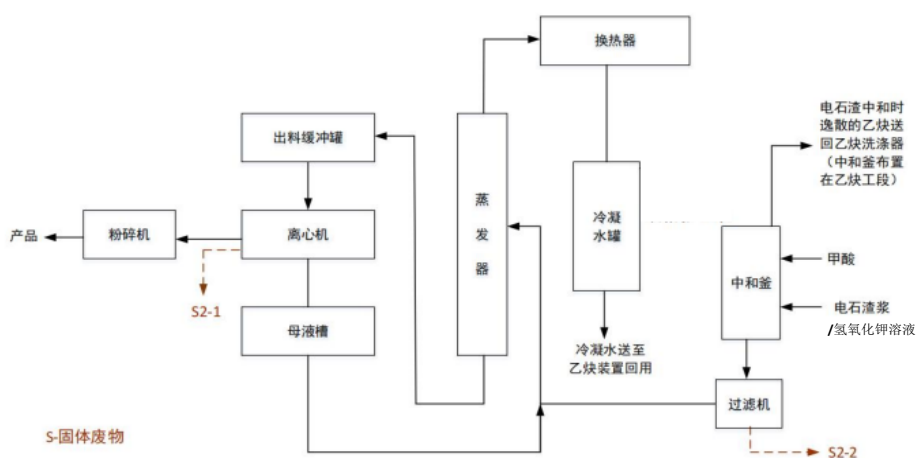 换热器
电石渣中和时
逸散的乙炔送
回乙炔洗涤器
（中和釜布置
在乙炔工段）
出料缓冲罐
蒸
发
器
冷凝
水罐
产品
粉碎机
离心机
中和釜
甲酸
S2-1
电石渣浆
/氢氧化钾溶液
母液槽
冷凝水送至
乙炔装置回用
过滤机
S-固体废物
S2-2